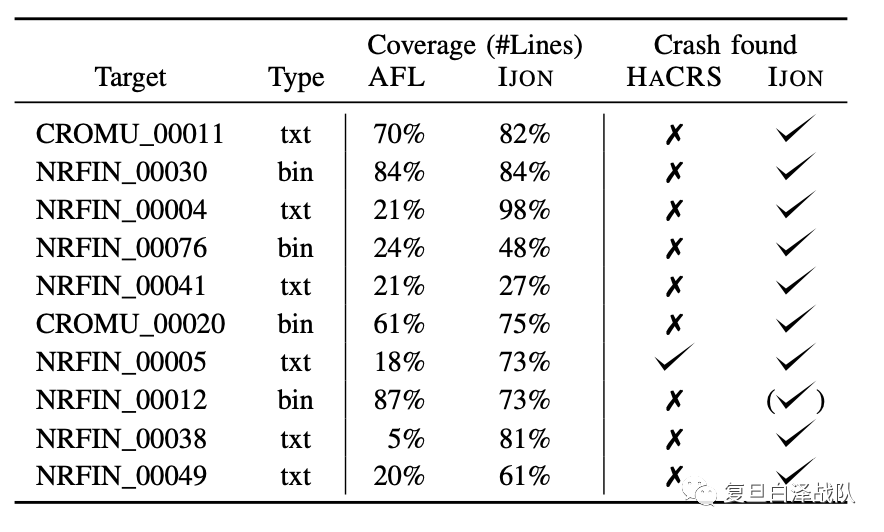 Coverage (#Lines) Crash found
Target Type AFL IJON HACRS IJON
CROMU_00011 txt 70% 82% ✗ ✓
NRFIN_00030 bin 84% 84% ✗ ✓
NRFIN_00004 txt 21% 98% ✗ ✓
NRFIN_00076 bin 24% 48% ✗ ✓
NRFIN_00041 txt 21% 27% ✗ ✓
CROMU_00020 bin 61% 75% ✗ ✓
NRFIN_00005 txt 18% 73% ✓ ✓
NRFIN_00012 bin 87% 73% ✗ (✓)
NRFIN_00038 txt 5% 81% ✗ ✓
NRFIN_00049 txt 20% 61% ✗ ✓
复旦白泽战队